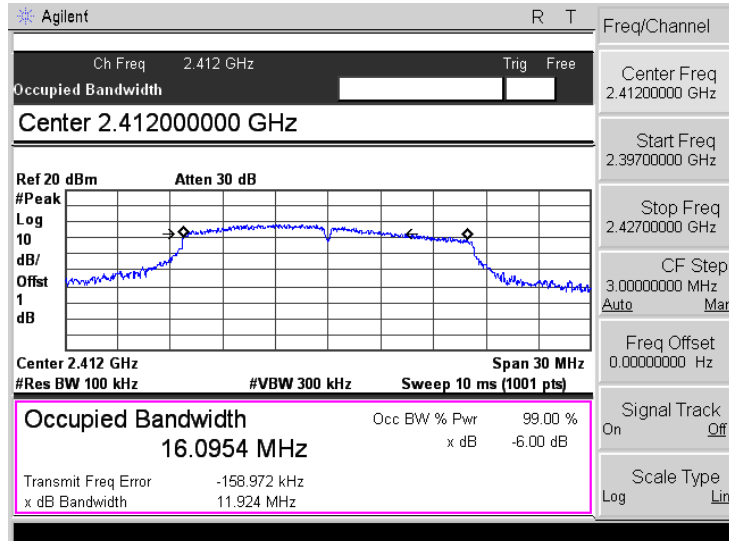 Agilent R T
Ch Freq 2.412 GHz Trig Free
Occupied Bandwidth
Center 2.412000000 GHz
Ref 20 dBm Atten 30 dB
#Peak
Log
10
dB/
Offst
1
dB
Center 2.412 GHz Span 30 MHz
#Res BW 100 kHz #VBW 300 kHz Sweep 10 ms (1001 pts)
Occupied Bandwidth
16.0954 MHz
Occ BW % Pwr 99.00 %
x dB -6.00 dB
Transmit Freq Error -158.972 kHz
x dB Bandwidth 11.924 MHz
Freq/Channel
Center Freq
2.41200000 GHz
Start Freq
2.39700000 GHz
Stop Freq
2.42700000 GHz
CF Step
3.00000000 MHz
Auto Man
Freq Offset
0.00000000 Hz
Signal Track
On Off
Scale Type
Log Lin